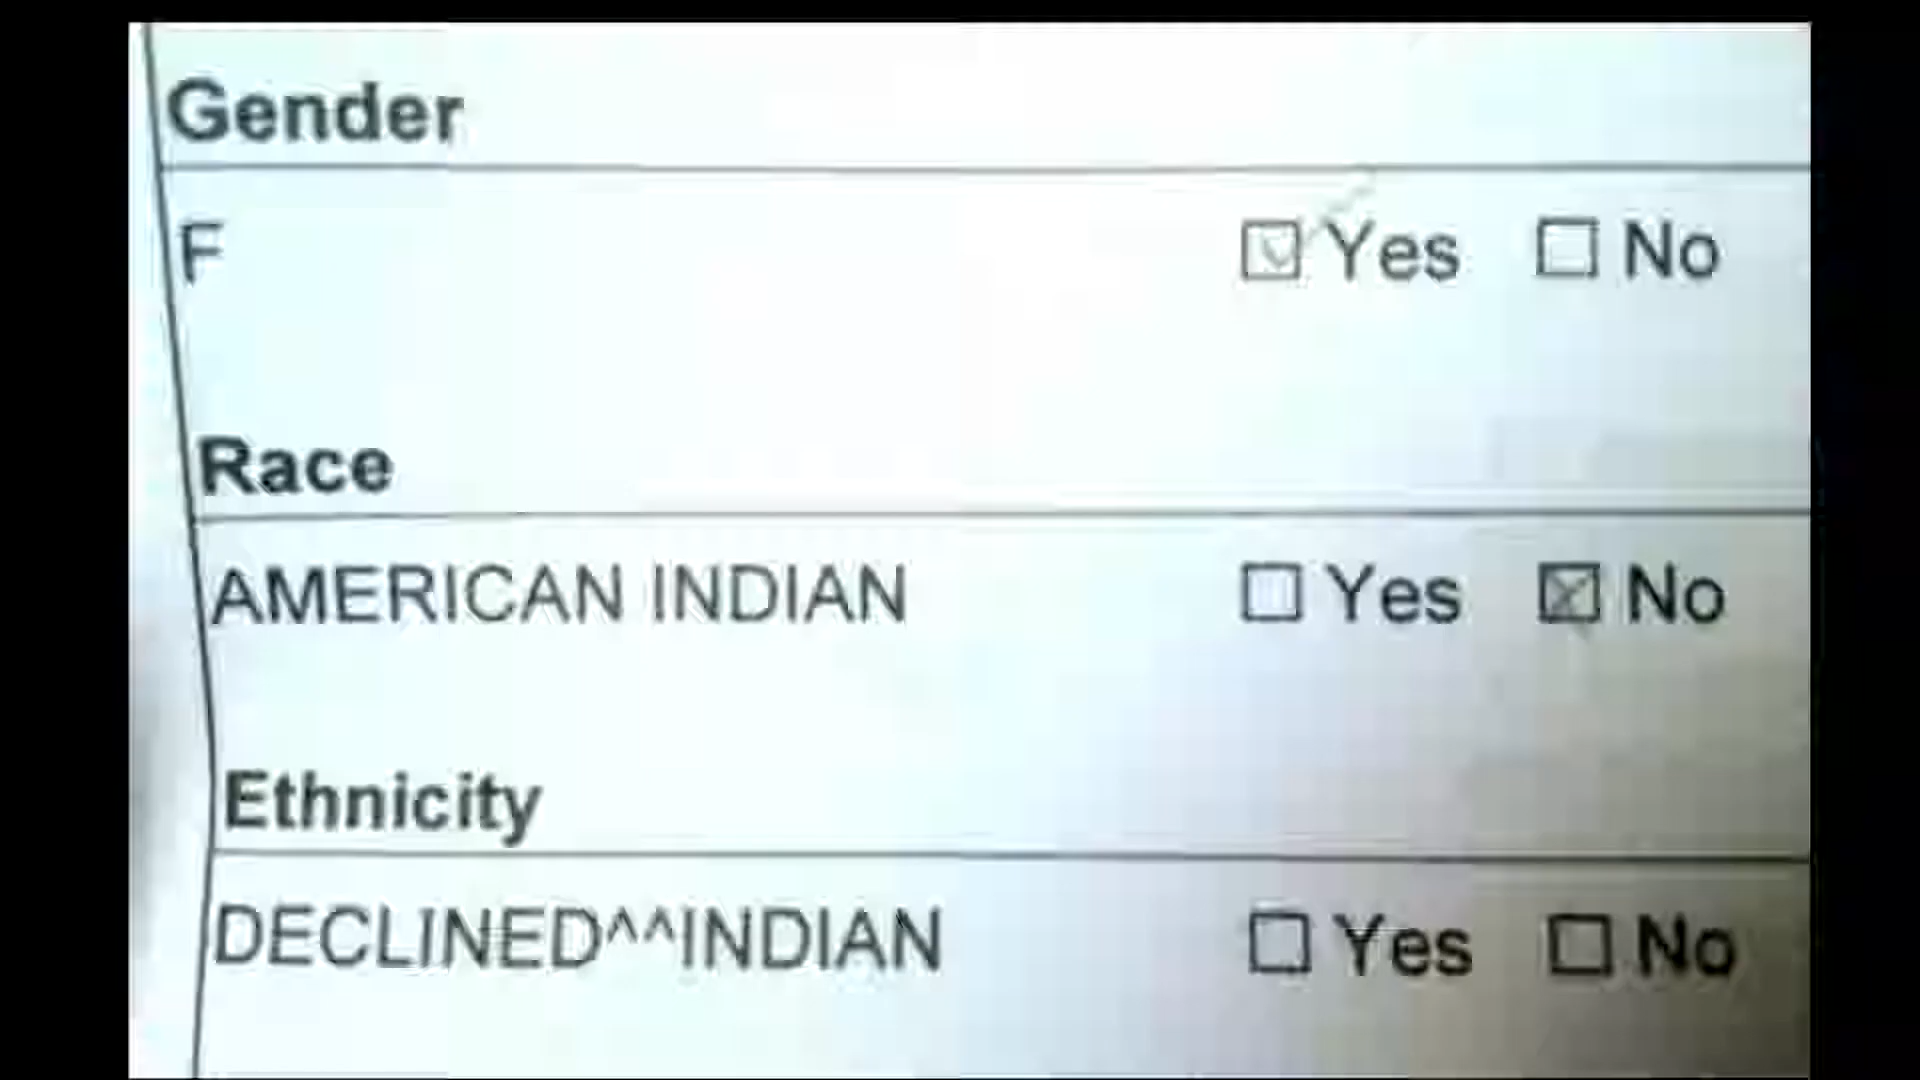 Gender
F ☑ Yes ☐ No
Race
AMERICAN INDIAN ☐ Yes ☒ No
Ethnicity
DECLINED^^INDIAN ☐ Yes ☐ No